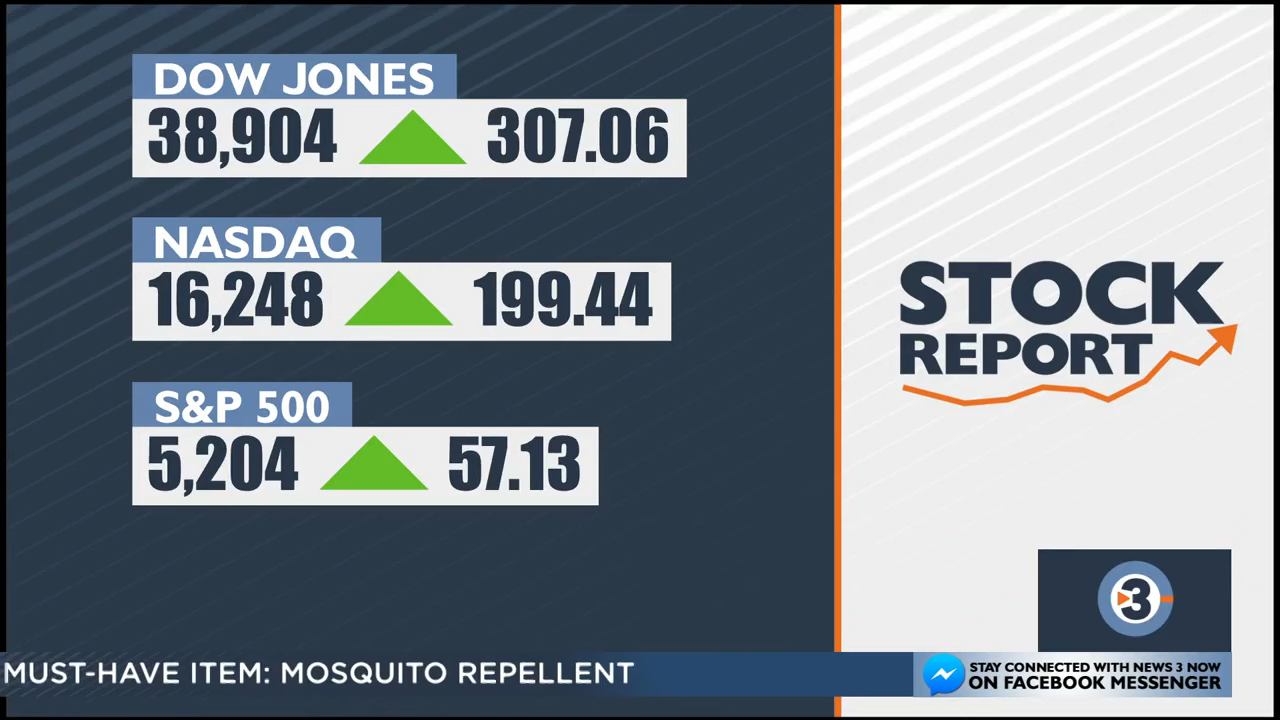 DOW JONES
38,904 307.06
NASDAQ
16,248 199.44
S&P 500
5,204 57.13
STOCK
REPORT
3
MUST-HAVE ITEM: MOSQUITO REPELLENT
STAY CONNECTED WITH NEWS 3 NOW
ON FACEBOOK MESSENGER